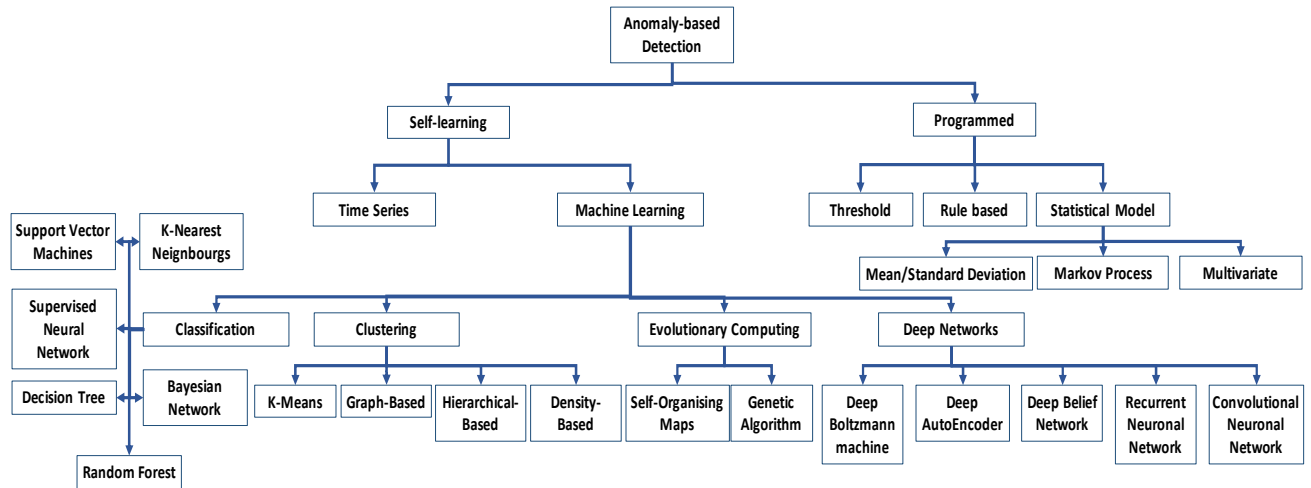 Anomaly-based
Detection
Self-learning
Programmed
Time Series
Machine Learning
Threshold
Rule based
Statistical Model
Support Vector
Machines
K-Nearest
Neignbourgs
Mean/Standard Deviation
Markov Process
Multivariate
Supervised
Neural
Network
Classification
Clustering
Evolutionary Computing
Deep Networks
Decision Tree
Bayesian
Network
K-Means
Graph-Based
Hierarchical-
Based
Density-
Based
Self-Organising
Maps
Genetic
Algorithm
Deep
Boltzmann
machine
Deep
AutoEncoder
Deep Belief
Network
Recurrent
Neuronal
Network
Convolutional
Neuronal
Network
Random Forest